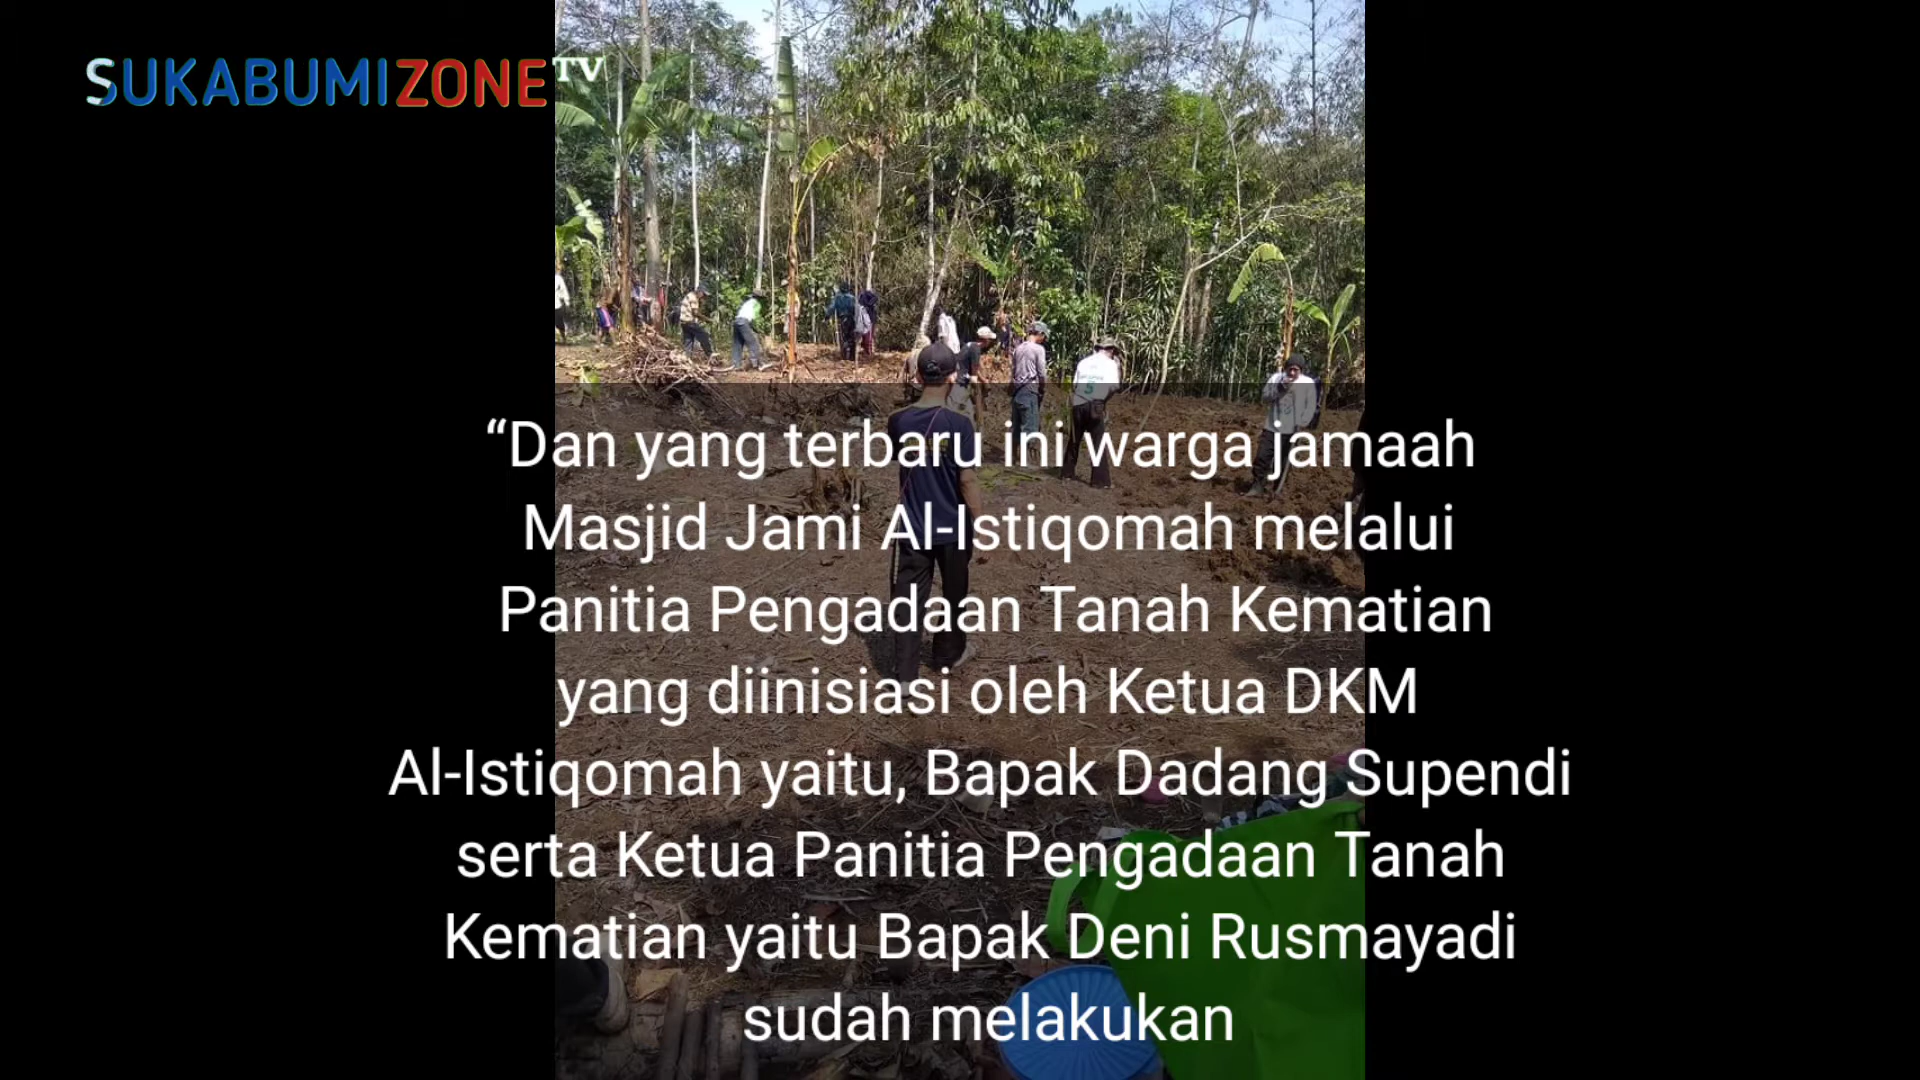 SUKABUMIZONE TV
“Dan yang terbaru ini warga jamaah
Masjid Jami Al-Istiqomah melalui
Panitia Pengadaan Tanah Kematian
yang diinisiasi oleh Ketua DKM
Al-Istiqomah yaitu, Bapak Dadang Supendi
serta Ketua Panitia Pengadaan Tanah
Kematian yaitu Bapak Deni Rusmayadi
sudah melakukan